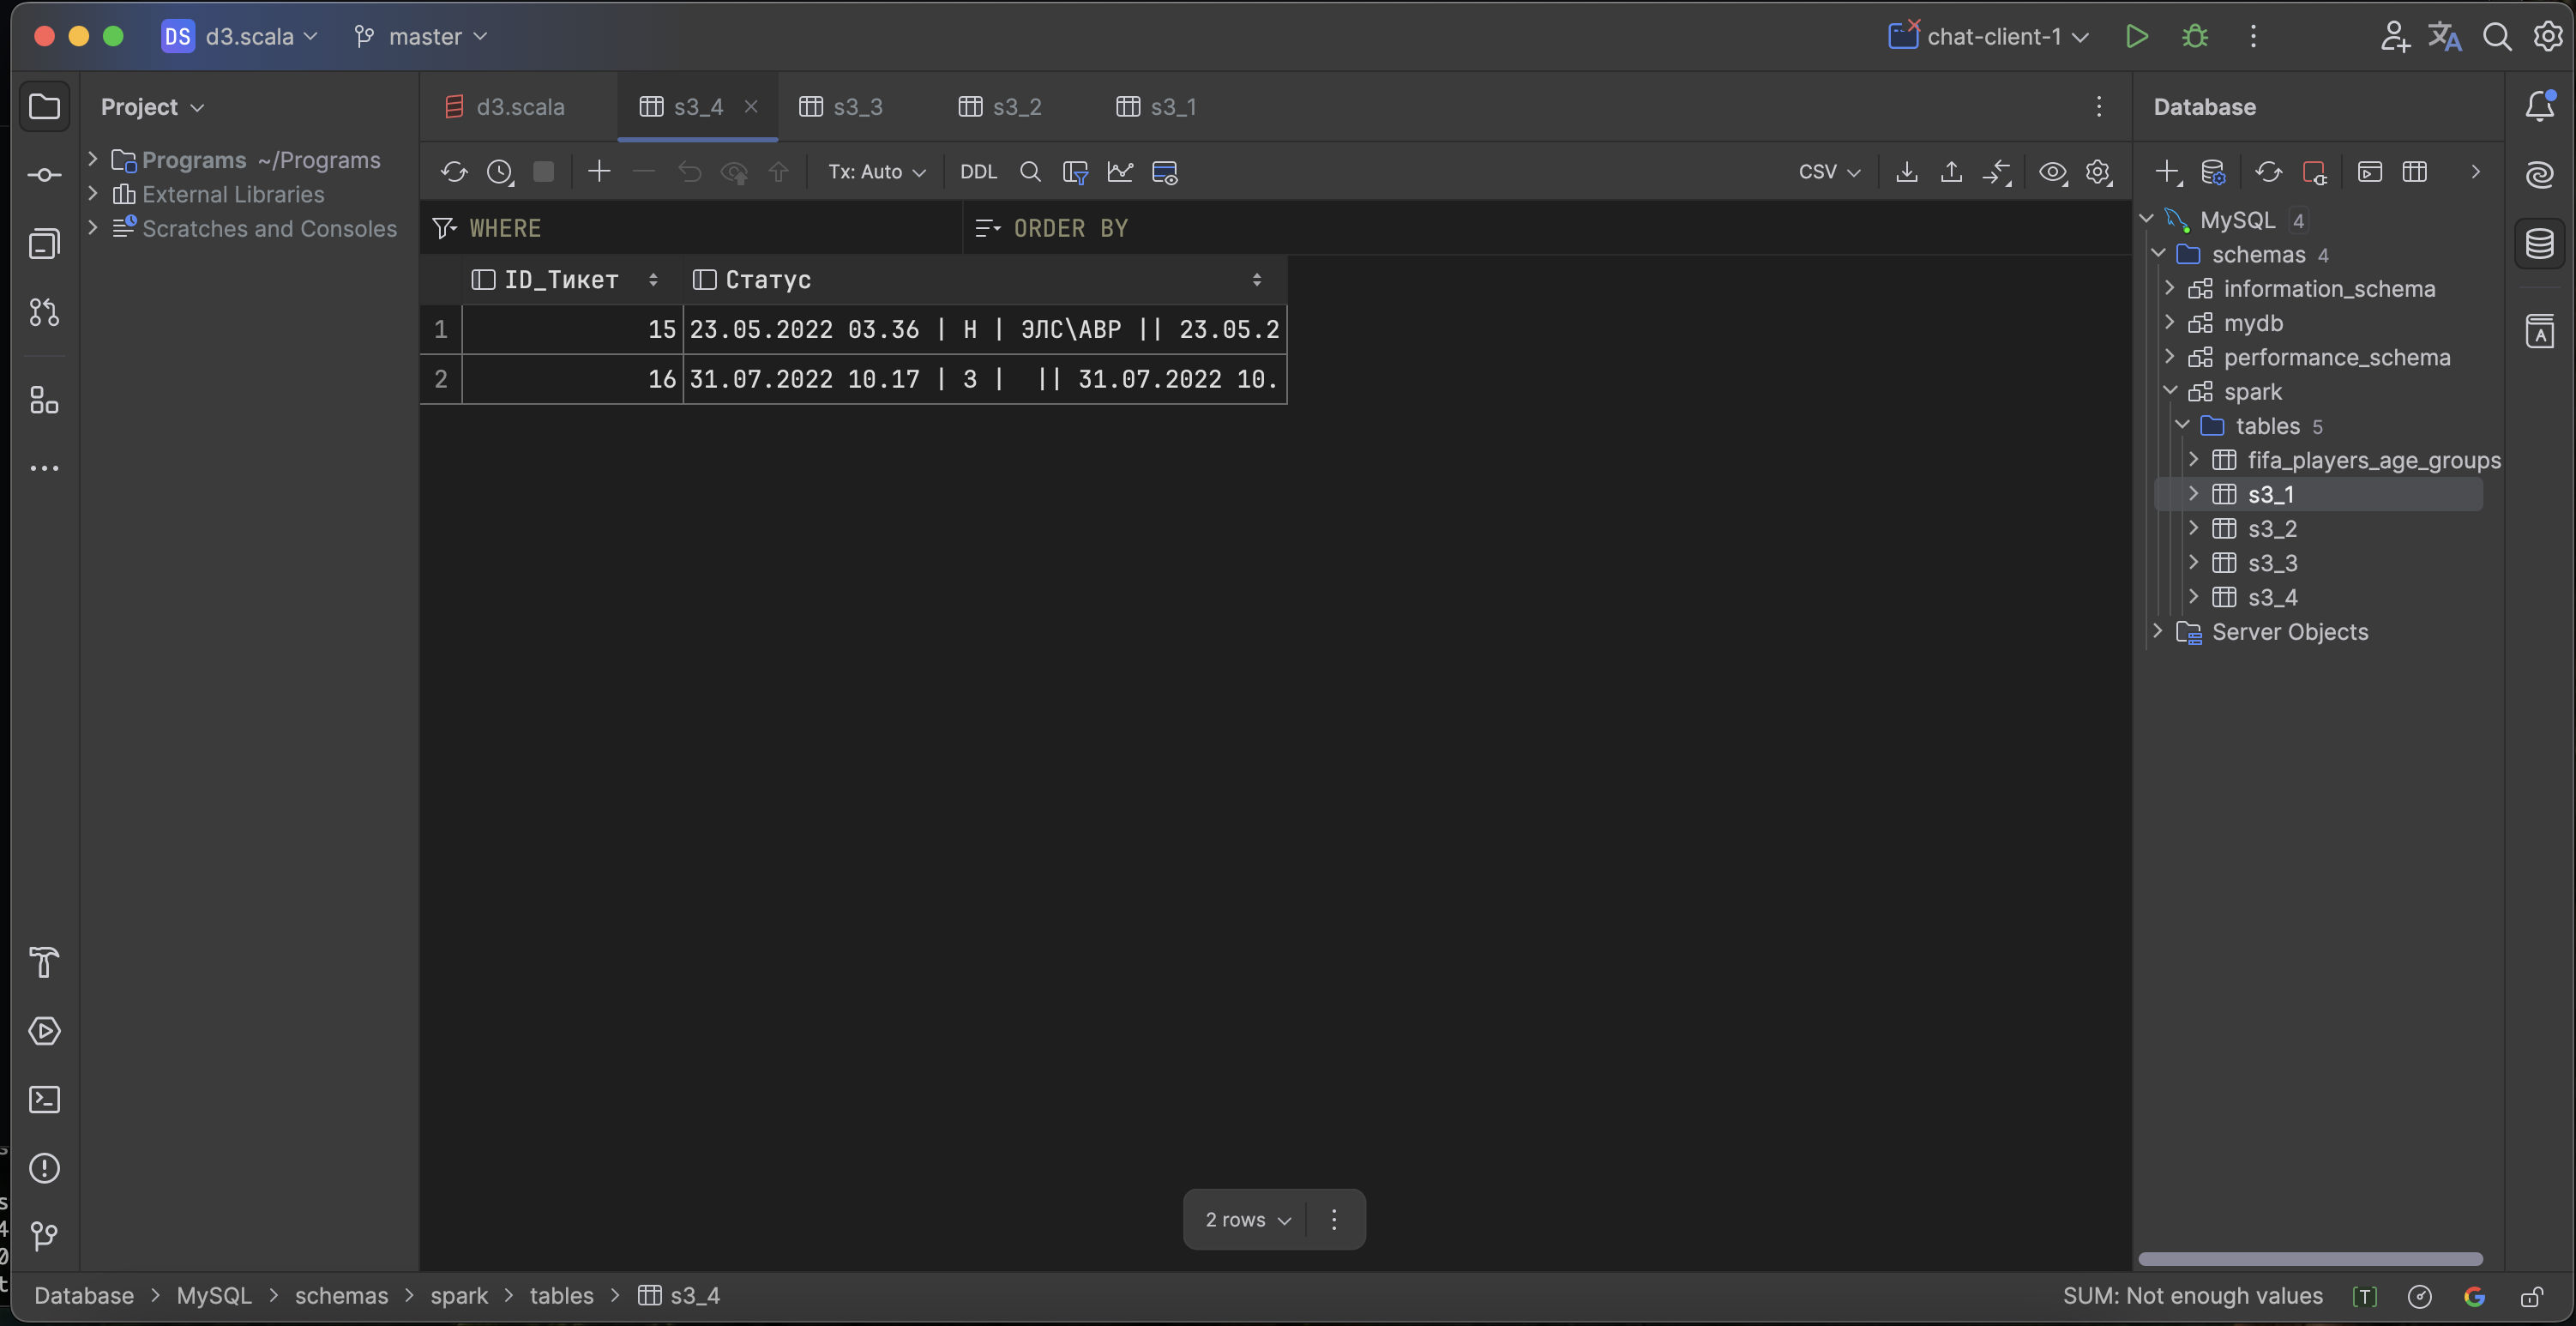 DS d3.scala master chat-client-1
Project
Programs ~/Programs
External Libraries
Scratches and Consoles
d3.scala s3_4 s3_3 s3_2 s3_1
Tx: Auto DDL CSV
WHERE ORDER BY
ID_Тикет Статус
1 15 23.05.2022 03.36 | Н | ЭЛС\АВР || 23.05.2
2 16 31.07.2022 10.17 | З |  || 31.07.2022 10.
2 rows
Database
MySQL 4
schemas 4
information_schema
mydb
performance_schema
spark
tables 5
fifa_players_age_groups
s3_1
s3_2
s3_3
s3_4
Server Objects
Database > MySQL > schemas > spark > tables > s3_4
SUM: Not enough values [T]